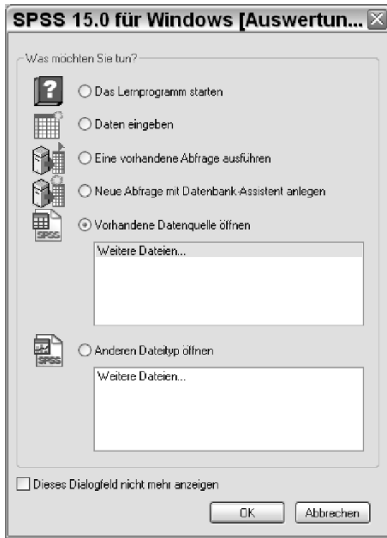 SPSS 15.0 für Windows [Auswertun...
Was möchten Sie tun?
Das Lernprogramm starten
Daten eingeben
Eine vorhandene Abfrage ausführen
Neue Abfrage mit Datenbank-Assistent anlegen
Vorhandene Datenquelle öffnen
SPSS
Weitere Dateien...
Anderen Dateityp öffnen
SPSS
Weitere Dateien...
Dieses Dialogfeld nicht mehr anzeigen
OK Abbrechen